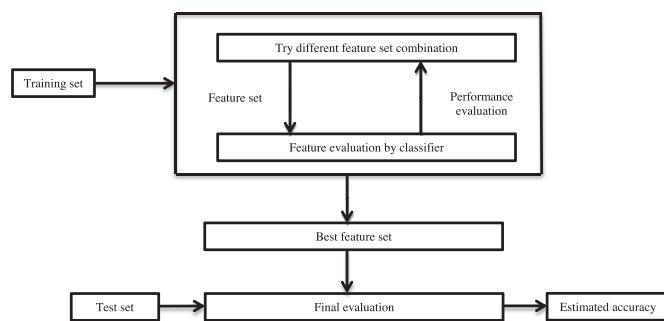 Try different feature set combination
Training set
Feature set
Performance
evaluation
Feature evaluation by classifier
Best feature set
Test set
Final evaluation
Estimated accuracy